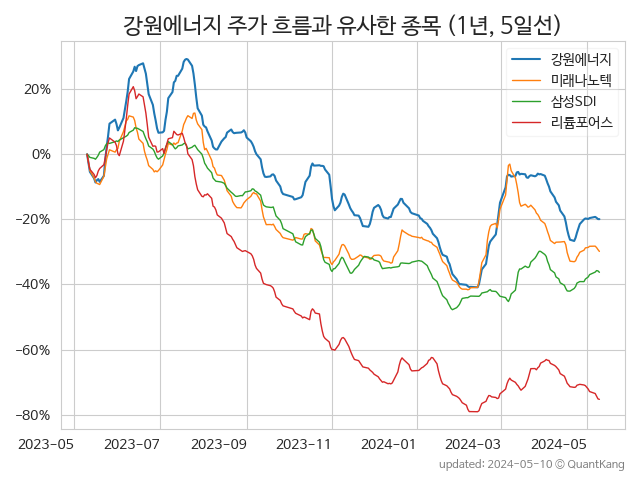 강원에너지 주가 흐름과 유사한 종목 (1년, 5일선)
강원에너지
미래나노텍
삼성SDI
리튬포어스
20%
0%
−20%
−40%
−60%
−80%
2023-05 2023-07 2023-09 2023-11 2024-01 2024-03 2024-05
updated: 2024-05-10 © QuantKang